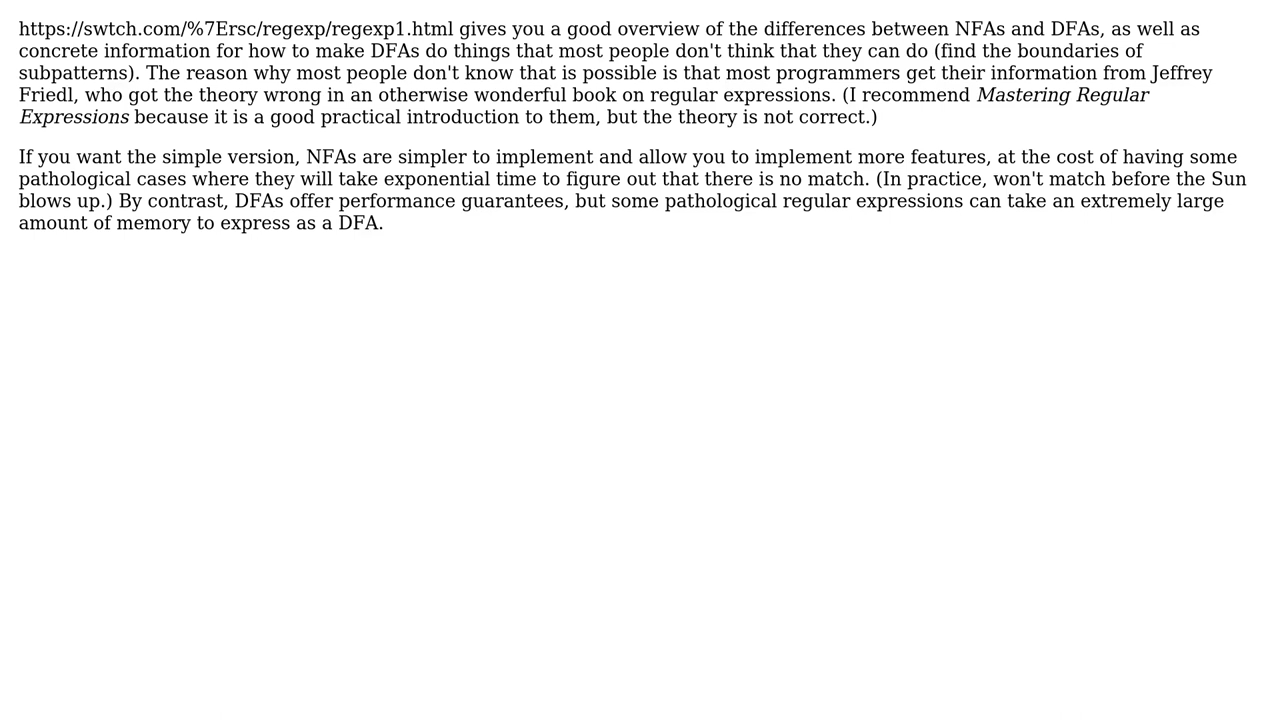 https://swtch.com/%7Ersc/regexp/regexp1.html gives you a good overview of the differences between NFAs and DFAs, as well as
concrete information for how to make DFAs do things that most people don't think that they can do (find the boundaries of
subpatterns). The reason why most people don't know that is possible is that most programmers get their information from Jeffrey
Friedl, who got the theory wrong in an otherwise wonderful book on regular expressions. (I recommend Mastering Regular
Expressions because it is a good practical introduction to them, but the theory is not correct.)
If you want the simple version, NFAs are simpler to implement and allow you to implement more features, at the cost of having some
pathological cases where they will take exponential time to figure out that there is no match. (In practice, won't match before the Sun
blows up.) By contrast, DFAs offer performance guarantees, but some pathological regular expressions can take an extremely large
amount of memory to express as a DFA.